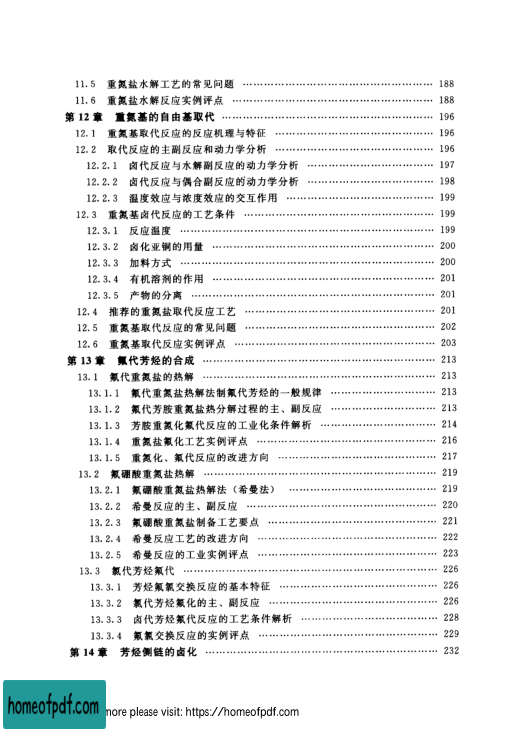 11.5 重氮盐水解工艺的常见问题 …… 188
11.6 重氮盐水解反应实例评点 …… 188
第12章 重氮基的自由基取代 …… 196
12.1 重氮基取代反应的反应机理与特征 …… 196
12.2 取代反应的主副反应和动力学分析 …… 196
12.2.1 卤代反应与水解副反应的动力学分析 …… 197
12.2.2 卤代反应与偶合副反应的动力学分析 …… 198
12.2.3 温度效应与浓度效应的交互作用 …… 199
12.3 重氮基卤代反应的工艺条件 …… 199
12.3.1 反应温度 …… 199
12.3.2 卤化亚铜的用量 …… 200
12.3.3 加料方式 …… 200
12.3.4 有机溶剂的作用 …… 201
12.3.5 产物的分离 …… 201
12.4 推荐的重氮盐取代反应工艺 …… 201
12.5 重氮基取代反应的常见问题 …… 202
12.6 重氮基取代反应实例评点 …… 203
第13章 氟代芳烃的合成 …… 213
13.1 氟代重氮盐的热解 …… 213
13.1.1 氟代重氮盐热解法制氟代芳烃的一般规律 …… 213
13.1.2 氟代芳胺重氮盐热分解过程的主、副反应 …… 213
13.1.3 芳胺重氮化氟代反应的工业化条件解析 …… 214
13.1.4 重氮盐氟化工艺实例评点 …… 216
13.1.5 重氮化、氟代反应的改进方向 …… 217
13.2 氟硼酸重氮盐热解 …… 219
13.2.1 氟硼酸重氮盐热解法（希曼法） …… 219
13.2.2 希曼反应的主、副反应 …… 220
13.2.3 氟硼酸重氮盐制备工艺要点 …… 221
13.2.4 希曼反应工艺的改进方向 …… 222
13.2.5 希曼反应的工业实例评点 …… 223
13.3 氯代芳烃氟代 …… 226
13.3.1 芳烃氟氯交换反应的基本特征 …… 226
13.3.2 氯代芳烃氟化的主、副反应 …… 226
13.3.3 卤代芳烃氟代反应的工艺条件解析 …… 228
13.3.4 氟氯交换反应的实例评点 …… 229
第14章 芳烃侧链的卤化 …… 232
homeofpdf.com
more please visit: https://homeofpdf.com